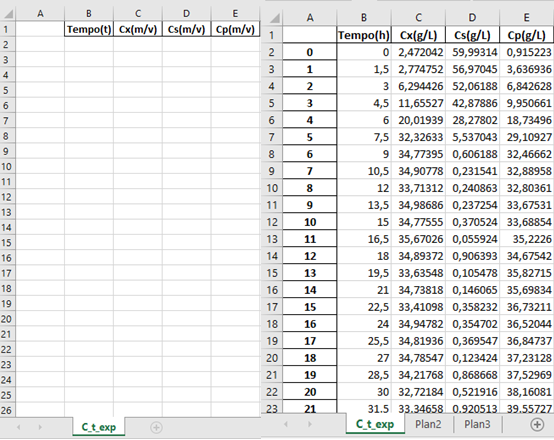 A B C D E
1 Tempo(t) Cx(m/v) Cs(m/v) Cp(m/v)
2
3
4
5
6
7
8
9
10
11
12
13
14
15
16
17
18
19
20
21
22
23
24
25
26
C_t_exp
A B C D E
1 Tempo(h) Cx(g/L) Cs(g/L) Cp(g/L)
2 0 0 2,472042 59,99314 0,915223
3 1 1,5 2,774752 56,97045 3,636936
4 2 3 6,294426 52,06188 6,842628
5 3 4,5 11,65527 42,87886 9,950661
6 4 6 20,01939 28,27802 18,73496
7 5 7,5 32,32633 5,537043 29,10927
8 6 9 34,77395 0,606188 32,46662
9 7 10,5 34,90778 0,231541 32,88958
10 8 12 33,71312 0,240863 32,80361
11 9 13,5 34,98686 0,237254 33,67531
12 10 15 34,77555 0,370524 33,68854
13 11 16,5 35,67026 0,055924 35,2226
14 12 18 34,89372 0,906393 34,67542
15 13 19,5 33,63548 0,105478 35,82715
16 14 21 34,73818 0,146065 35,69834
17 15 22,5 33,41098 0,358232 36,73211
18 16 24 34,94782 0,354702 36,52044
19 17 25,5 34,81936 0,369547 36,84737
20 18 27 34,78547 0,123424 37,23128
21 19 28,5 34,21768 0,868668 37,52969
22 20 30 32,72184 0,521916 38,16081
23 21 31,5 33,34658 0,920513 39,55727
C_t_exp Plan2 Plan3